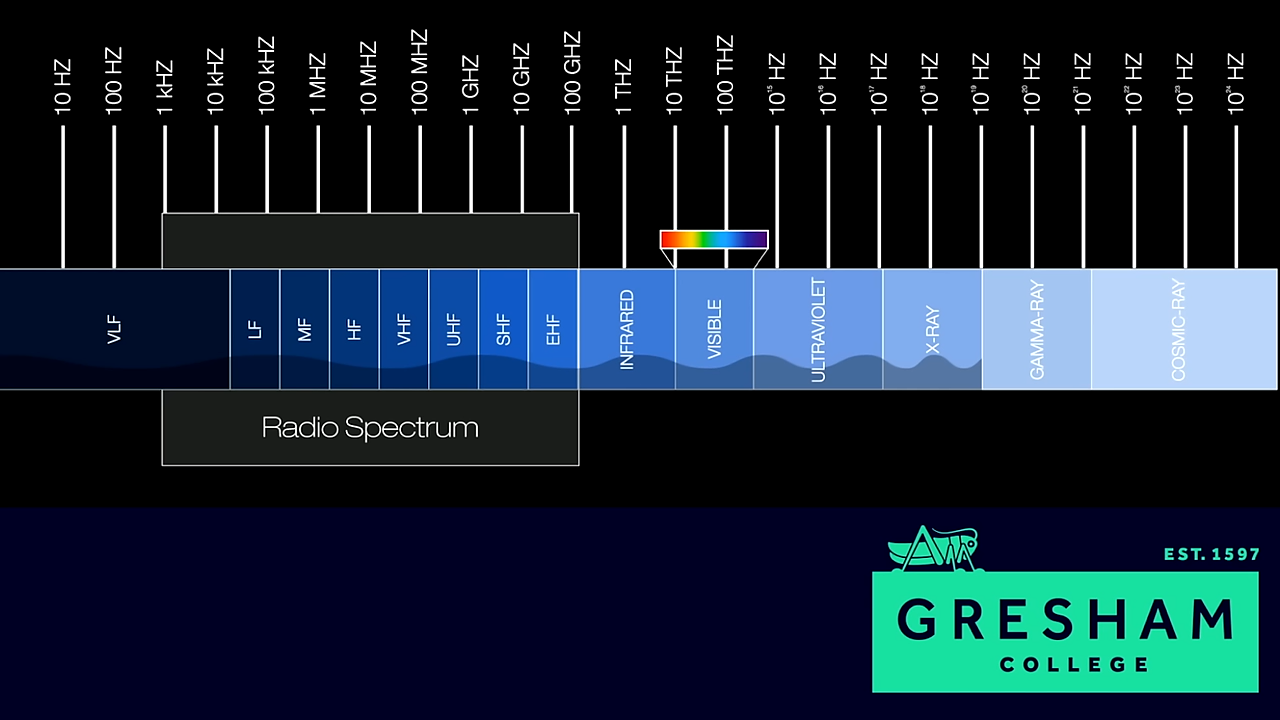 10 HZ
100 HZ
1 kHZ
10 kHZ
100 kHZ
1 MHZ
10 MHZ
100 MHZ
1 GHZ
10 GHZ
100 GHZ
1 THZ
10 THZ
100 THZ
10¹⁵ HZ
10¹⁶ HZ
10¹⁷ HZ
10¹⁸ HZ
10¹⁹ HZ
10²⁰ HZ
10²¹ HZ
10²² HZ
10²³ HZ
10²⁴ HZ
VLF
LF
MF
HF
VHF
UHF
SHF
EHF
INFRARED
VISIBLE
ULTRAVIOLET
X-RAY
GAMMA-RAY
COSMIC-RAY
Radio Spectrum
EST. 1597
GRESHAM
COLLEGE